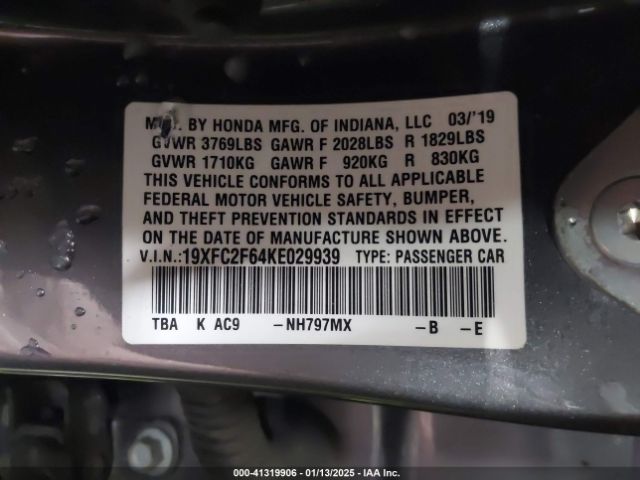 BY HONDA MFG. OF INDIANA, LLC 03/'19
GVWR 3769LBS GAWR F 2028LBS R 1829LBS
GVWR 1710KG GAWR F 920KG R 830KG
THIS VEHICLE CONFORMS TO ALL APPLICABLE
FEDERAL MOTOR VEHICLE SAFETY, BUMPER,
AND THEFT PREVENTION STANDARDS IN EFFECT
ON THE DATE OF MANUFACTURE SHOWN ABOVE.
V.I.N.:19XFC2F64KE029939 TYPE: PASSENGER CAR
TBA K AC9 -NH797MX -B -E
000-41319906 - 01/13/2025 - IAA Inc.